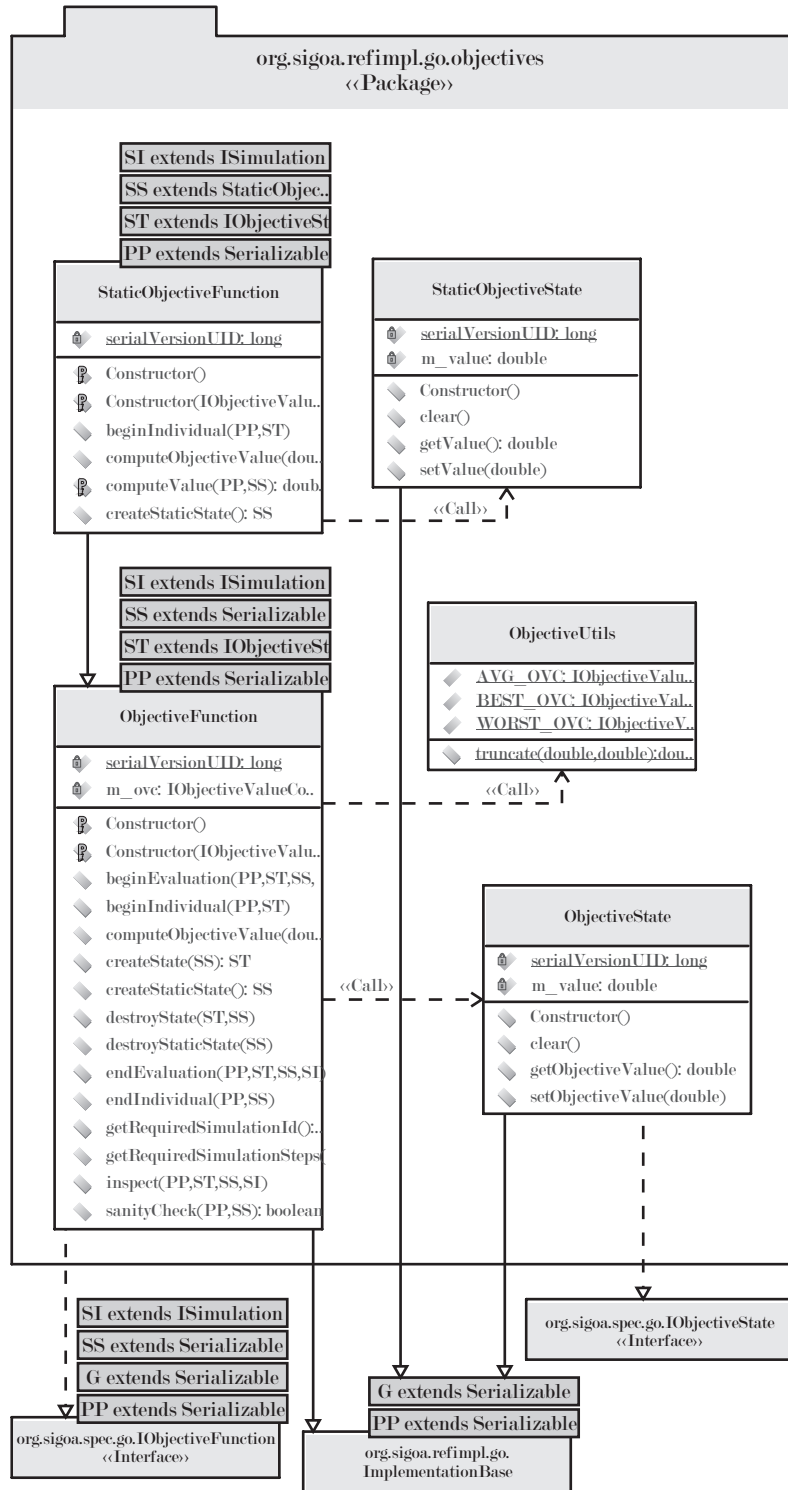 org.sigoa.refimpl.go.objectives
‹‹Package››
SI extends ISimulation
SS extends StaticObjec..
ST extends IObjectiveSt
PP extends Serializable
StaticObjectiveFunction
serialVersionUID: long
Constructor()
Constructor(IObjectiveValu..
beginIndividual(PP,ST)
computeObjectiveValue(dou..
computeValue(PP,SS): doub..
createStaticState(): SS
StaticObjectiveState
serialVersionUID: long
m_value: double
Constructor()
clear()
getValue(): double
setValue(double)
‹‹Call››
SI extends ISimulation
SS extends Serializable
ST extends IObjectiveSt
PP extends Serializable
ObjectiveFunction
serialVersionUID: long
m_ovc: IObjectiveValueCo..
Constructor()
Constructor(IObjectiveValu..
beginEvaluation(PP,ST,SS,
beginIndividual(PP,ST)
computeObjectiveValue(dou..
createState(SS): ST
createStaticState(): SS
destroyState(ST,SS)
destroyStaticState(SS)
endEvaluation(PP,ST,SS,SI)
endIndividual(PP,SS)
getRequiredSimulationId():..
getRequiredSimulationSteps(
inspect(PP,ST,SS,SI)
sanityCheck(PP,SS): boolean
ObjectiveUtils
AVG_OVC: IObjectiveValu..
BEST_OVC: IObjectiveVal..
WORST_OVC: IObjectiveV..
truncate(double,double):dou..
‹‹Call››
ObjectiveState
serialVersionUID: long
m_value: double
Constructor()
clear()
getObjectiveValue(): double
setObjectiveValue(double)
‹‹Call››
SI extends ISimulation
SS extends Serializable
G extends Serializable
PP extends Serializable
org.sigoa.spec.go.IObjectiveFunction
‹‹Interface››
G extends Serializable
PP extends Serializable
org.sigoa.refimpl.go.
ImplementationBase
org.sigoa.spec.go.IObjectiveState
‹‹Interface››